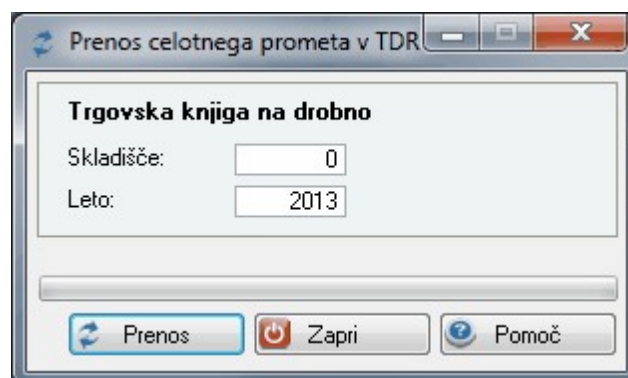 Prenos celotnega prometa v TDR
Trgovska knjiga na drobno
Skladišče: 0
Leto: 2013
Prenos Zapri Pomoč